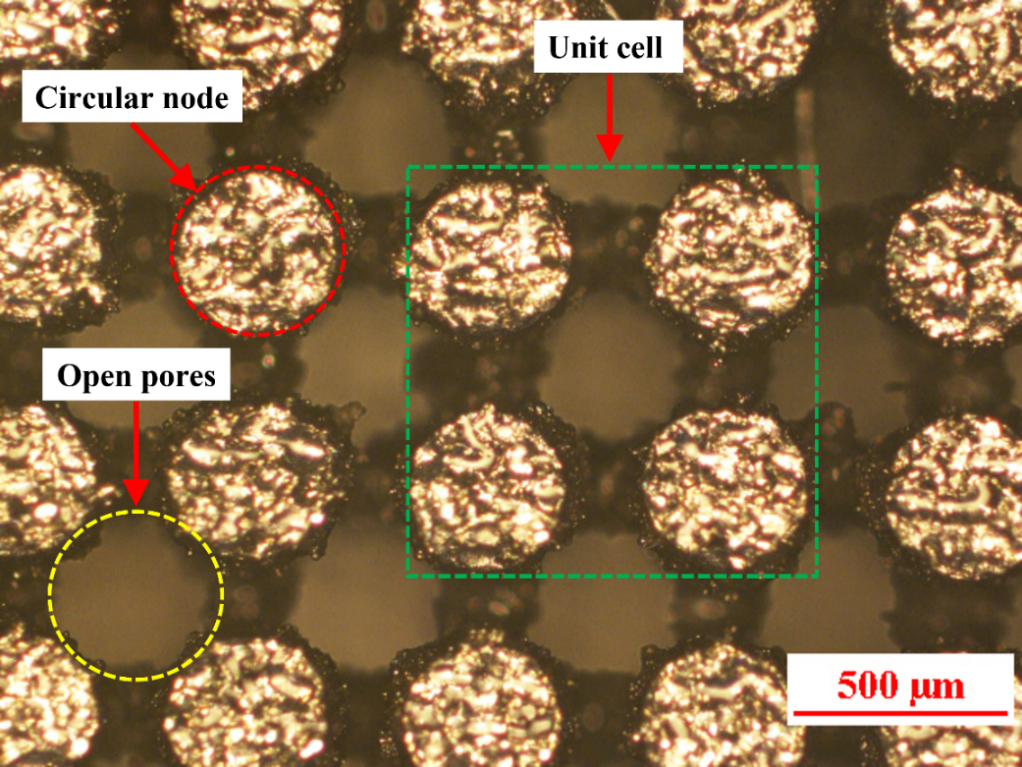 Unit cell
Circular node
Open pores
500 μm